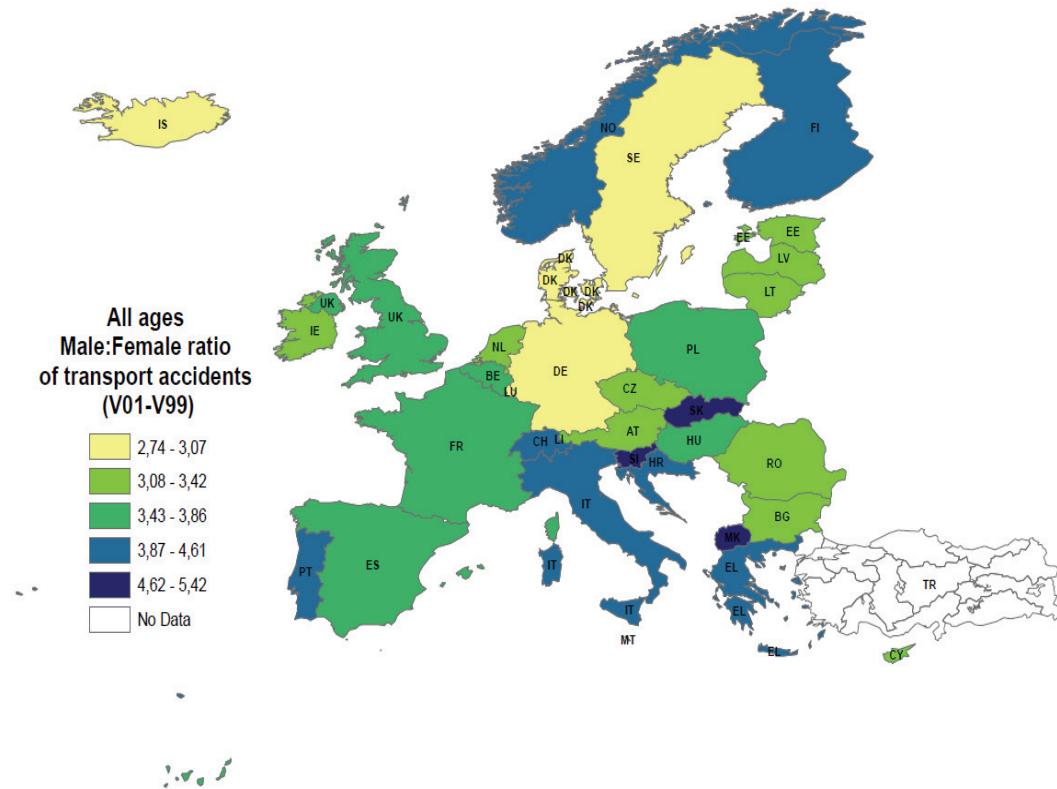 IS
NO
FI
SE
EE
EE
LV
LT
DK
DK
DK
DK
DK
All ages
Male:Female ratio
of transport accidents
(V01-V99)
2,74 - 3,07
3,08 - 3,42
3,43 - 3,86
3,87 - 4,61
4,62 - 5,42
No Data
UK
UK
IE
NL
BE
LU
DE
PL
CZ
SK
AT
HU
CH
LI
FR
SI
HR
RO
IT
BG
MK
PT
ES
IT
EL
TR
IT
EL
MT
EL
CY